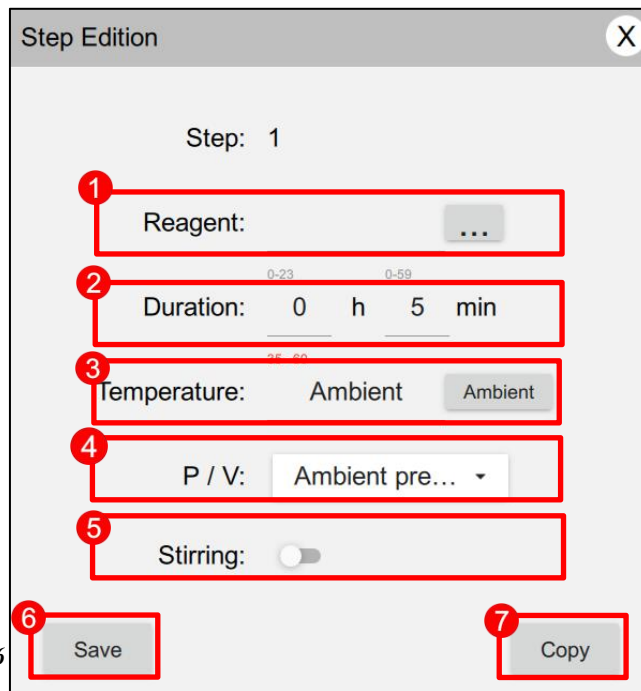 Step Edition X
Step: 1
1
Reagent: ...
0-23 0-59
2
Duration: 0 h 5 min
3
Temperature: Ambient Ambient
4
P / V: Ambient pre...
5
Stirring:
6
Save
7
Copy